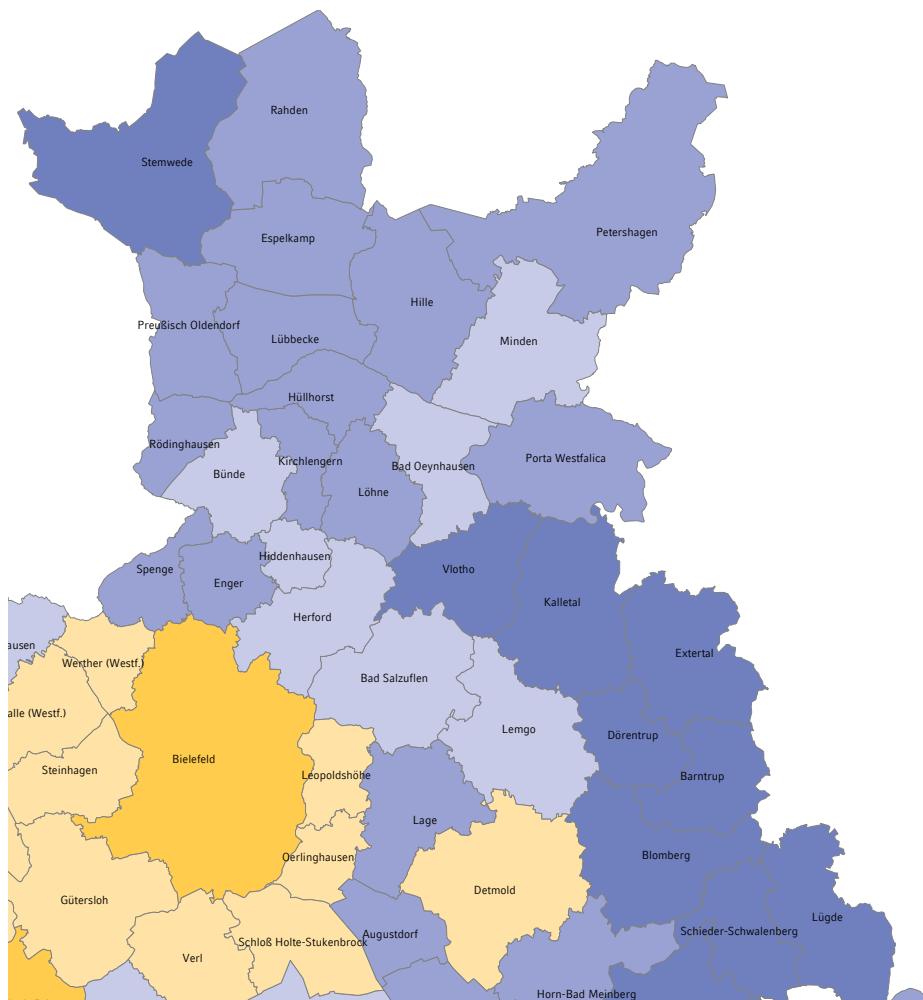 Rahden
Stemwede
Petershagen
Espelkamp
Hille
Preußisch Oldendorf
Lübbecke
Minden
Hüllhorst
Rödinghausen
Kirchlengern
Bad Oeynhausen
Porta Westfalica
Bünde
Löhne
Hiddenhausen
Spenge
Enger
Vlotho
Kalletal
Herford
ausen
Extertal
Werther (Westf.)
Bad Salzuflen
alle (Westf.)
Lemgo
Dörentrup
Bielefeld
Steinhagen
Leopoldshöhe
Barntrup
Lage
Oerlinghausen
Blomberg
Detmold
Gütersloh
Lügde
Schieder-Schwalenberg
Augustdorf
Schloß Holte-Stukenbrock
Verl
Horn-Bad Meinberg